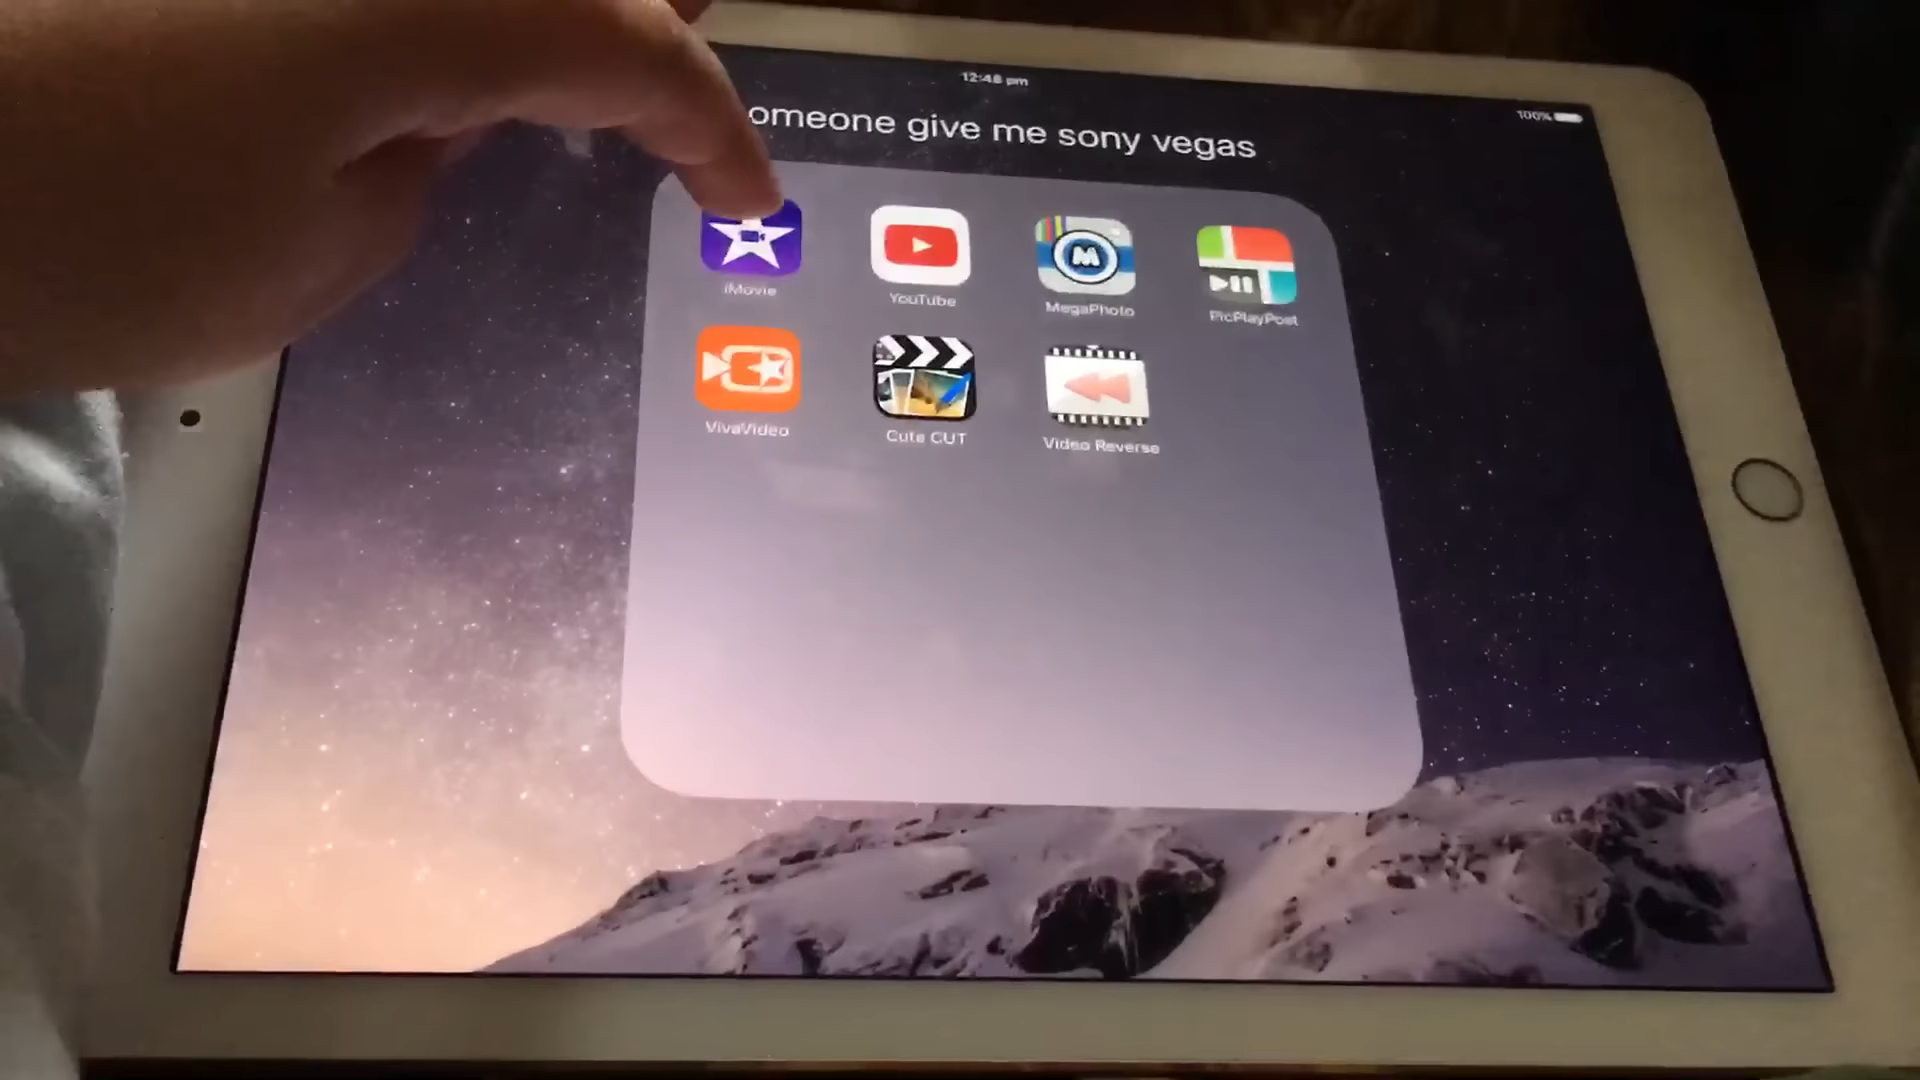 12:48 pm
100%
omeone give me sony vegas
iMovie
YouTube
M
MegaPhoto
PicPlayPost
VivaVideo
Cute CUT
Video Reverse